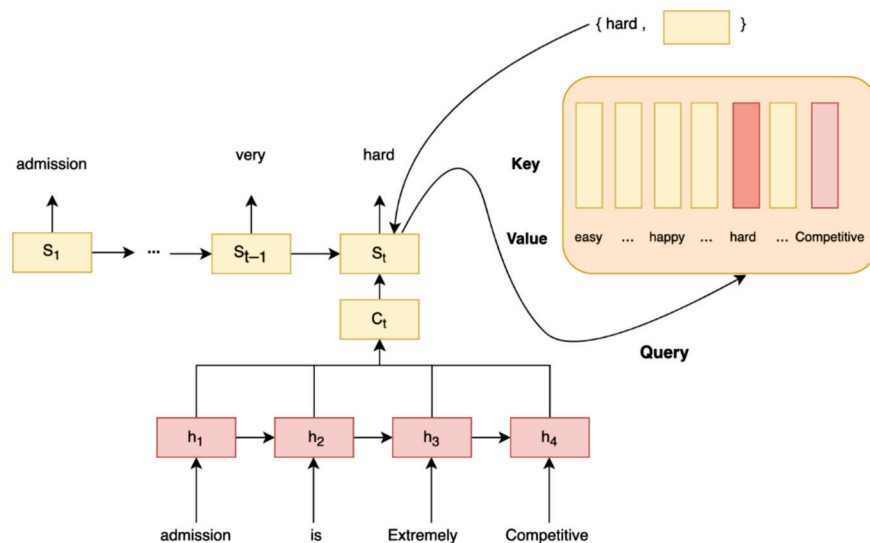 { hard , }
admission
very
hard
Key
Value
easy ... happy ... hard ... Competitive
S1
...
St–1
St
Ct
Query
h1
h2
h3
h4
admission
is
Extremely
Competitive